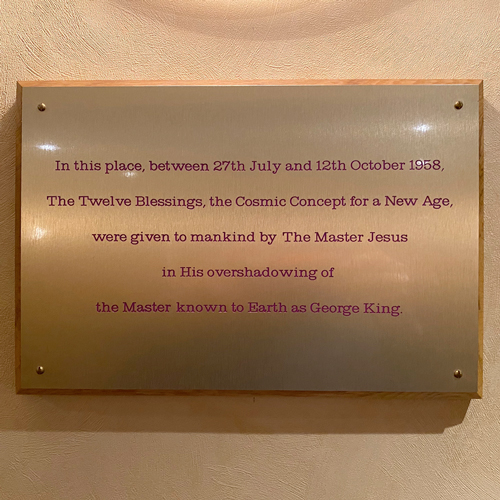 In this place, between 27th July and 12th October 1958,
The Twelve Blessings, the Cosmic Concept for a New Age,
were given to mankind by The Master Jesus
in His overshadowing of
the Master known to Earth as George King.